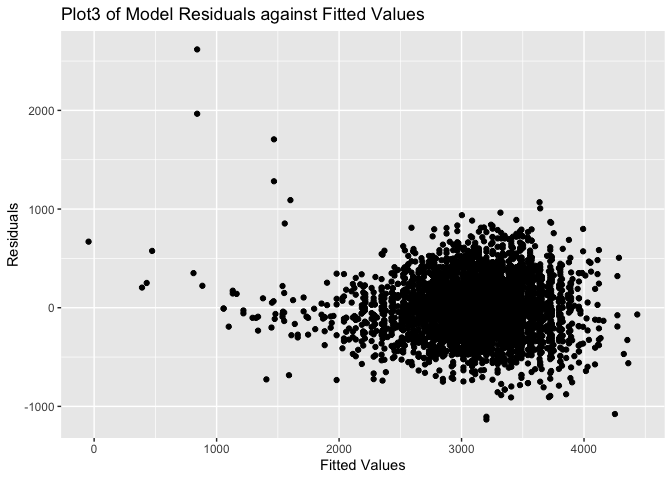 Plot3 of Model Residuals against Fitted Values
2000
1000
0
-1000
Residuals
0 1000 2000 3000 4000
Fitted Values